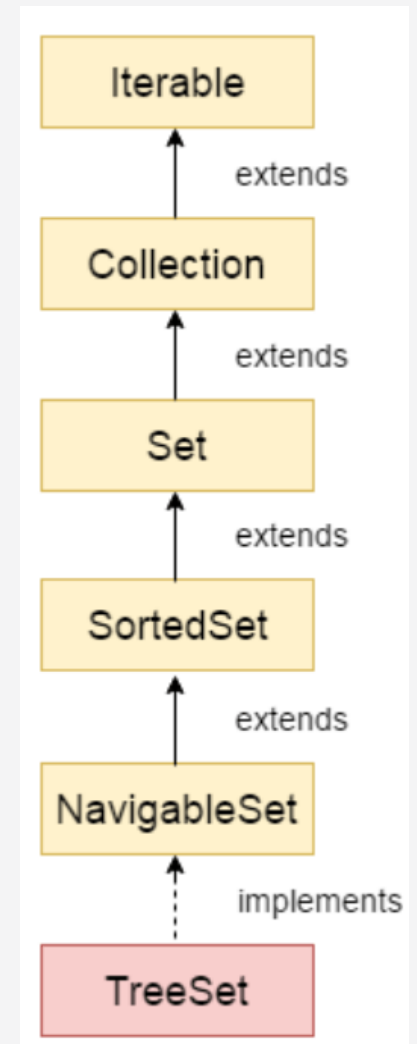 Iterable
extends
Collection
extends
Set
extends
SortedSet
extends
NavigableSet
implements
TreeSet